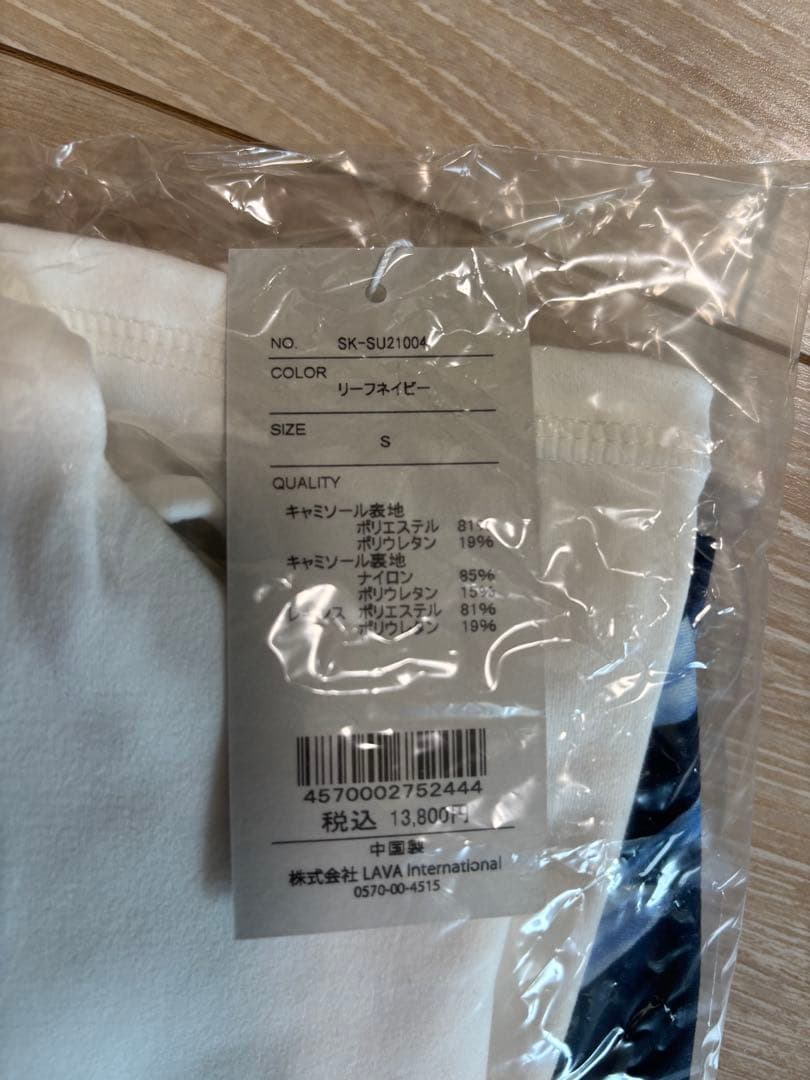 NO. SK-SU21004
COLOR
リーフネイビー
SIZE
S
QUALITY
キャミソール表地
ポリエステル 81%
ポリウレタン 19%
キャミソール裏地
ナイロン 85%
ポリウレタン 15%
ポリエステル 81%
ポリウレタン 19%
4570002752444
税込 13,800円
中国製
株式会社 LAVA International
0570-00-4515